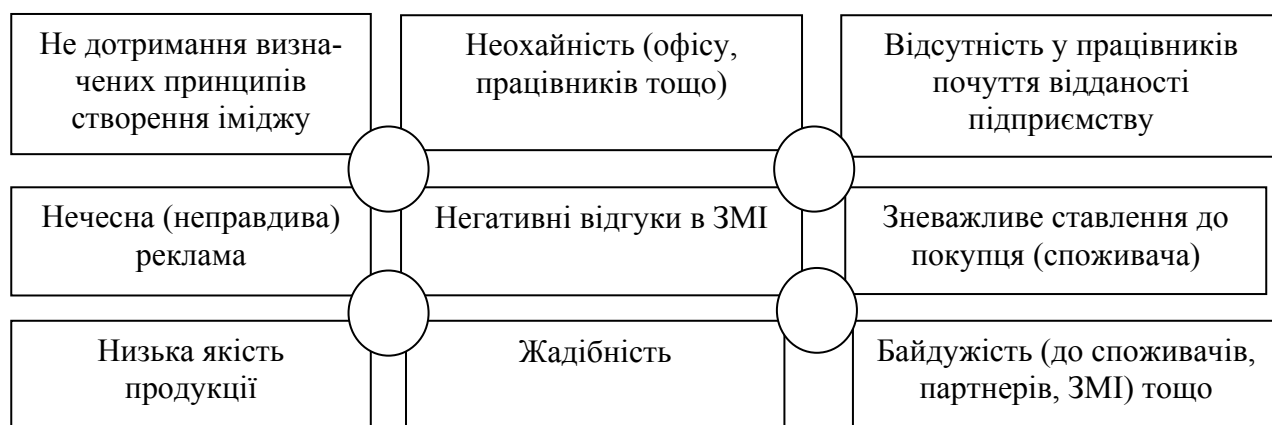 Не дотримання визна-
чених принципів
створення іміджу
Неохайність (офісу,
працівників тощо)
Відсутність у працівників
почуття відданості
підприємству
Нечесна (неправдива)
реклама
Негативні відгуки в ЗМІ
Зневажливе ставлення до
покупця (споживача)
Низька якість
продукції
Жадібність
Байдужість (до споживачів,
партнерів, ЗМІ) тощо